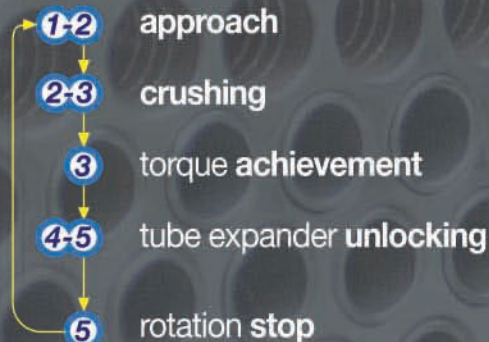 1-2 approach
2-3 crushing
3 torque achievement
4-5 tube expander unlocking
5 rotation stop